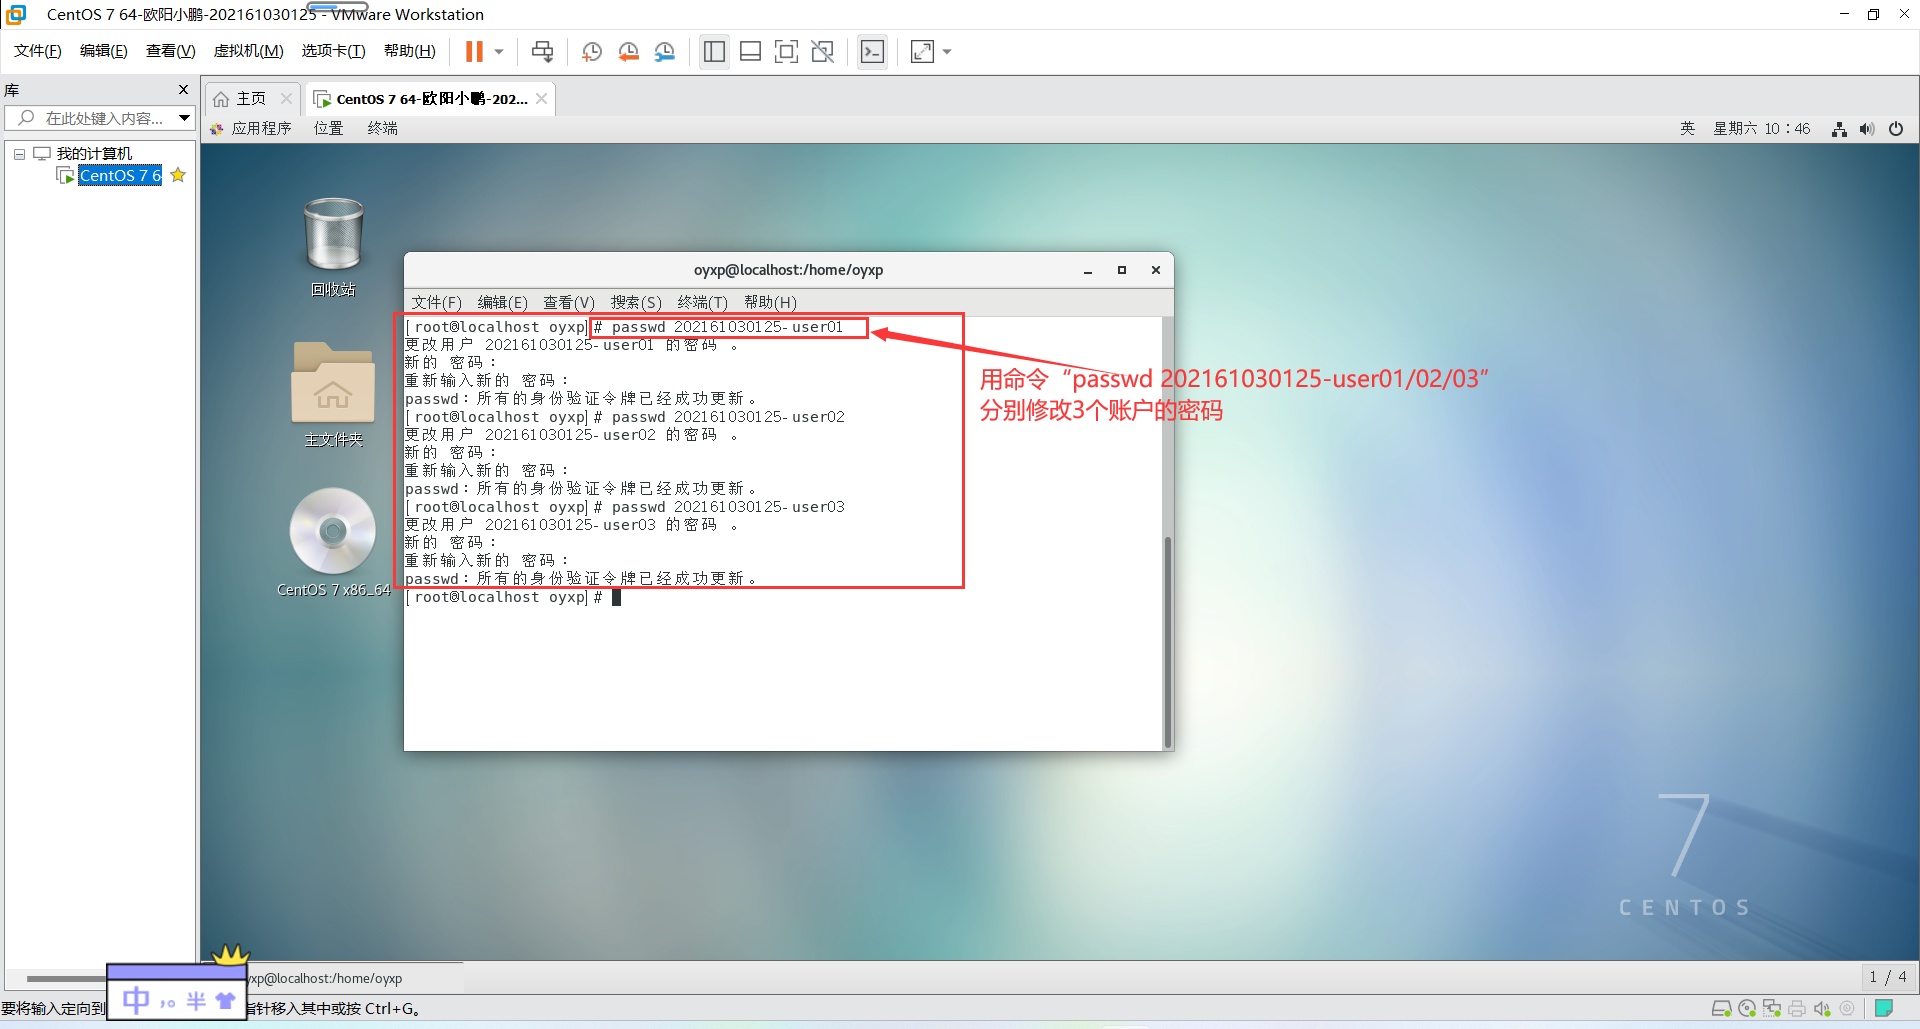 CentOS 7 64-欧阳小鹏-202161030125 - VMware Workstation
文件(F) 编辑(E) 查看(V) 虚拟机(M) 选项卡(T) 帮助(H)
库
在此处键入内容...
我的计算机
CentOS 7 6
主页
CentOS 7 64-欧阳小鹏-202...
应用程序 位置 终端
英 星期六 10：46
回收站
主文件夹
CentOS 7 x86_64
oyxp@localhost:/home/oyxp
文件(F) 编辑(E) 查看(V) 搜索(S) 终端(T) 帮助(H)
[root@localhost oyxp]# passwd 202161030125-user01
更改用户 202161030125-user01 的密码 。
新的 密码：
重新输入新的 密码：
passwd：所有的身份验证令牌已经成功更新。
[root@localhost oyxp]# passwd 202161030125-user02
更改用户 202161030125-user02 的密码 。
新的 密码：
重新输入新的 密码：
passwd：所有的身份验证令牌已经成功更新。
[root@localhost oyxp]# passwd 202161030125-user03
更改用户 202161030125-user03 的密码 。
新的 密码：
重新输入新的 密码：
passwd：所有的身份验证令牌已经成功更新。
[root@localhost oyxp]#
用命令“passwd 202161030125-user01/02/03”
分别修改3个账户的密码
7
CENTOS
yxp@localhost:/home/oyxp
1 / 4
中 ，。 半
要将输入定向到
指针移入其中或按 Ctrl+G。